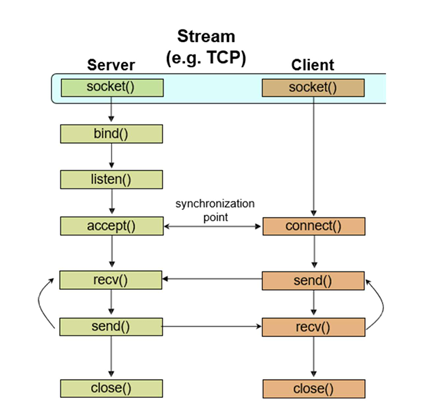 Stream
(e.g. TCP)
Server
Client
socket()
socket()
bind()
listen()
synchronization
point
accept()
connect()
recv()
send()
send()
recv()
close()
close()